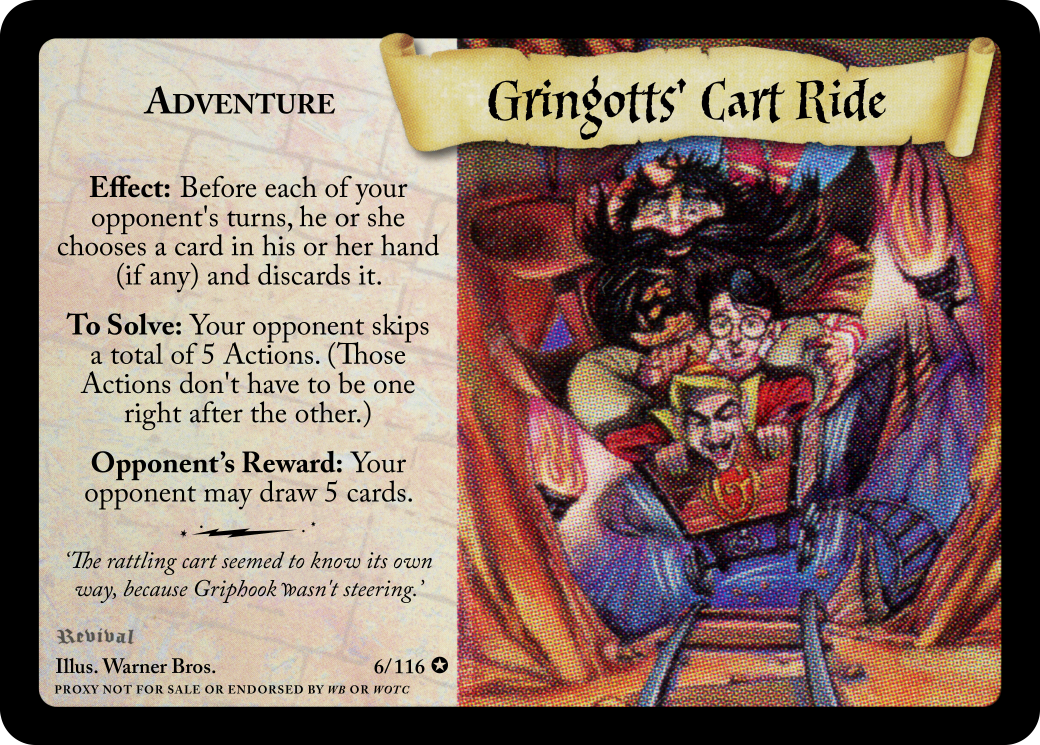 Adventure
Gringotts' Cart Ride
Effect: Before each of your
opponent's turns, he or she
chooses a card in his or her hand
(if any) and discards it.
To Solve: Your opponent skips
a total of 5 Actions. (Those
Actions don't have to be one
right after the other.)
Opponent's Reward: Your
opponent may draw 5 cards.
'The rattling cart seemed to know its own
way, because Griphook wasn't steering.'
Revival
Illus. Warner Bros. 6/116
PROXY NOT FOR SALE OR ENDORSED BY WB OR WOTC
G